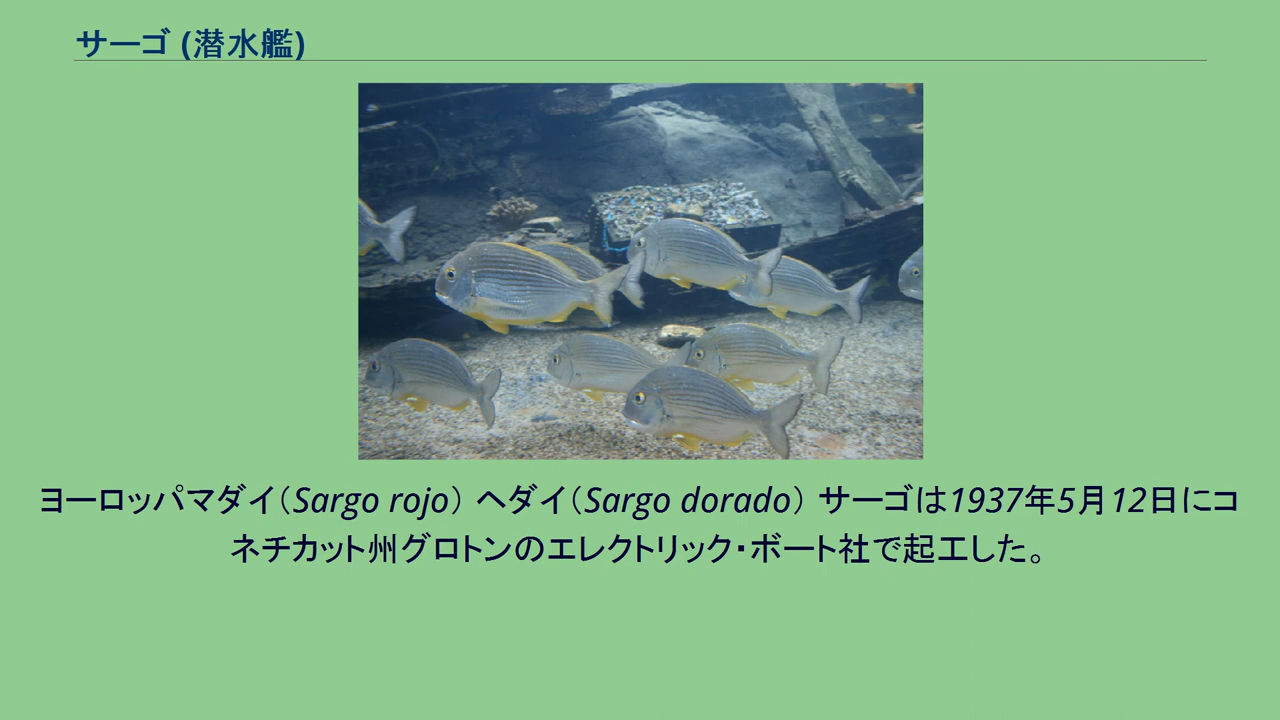 サーゴ (潜水艦)
ヨーロッパマダイ（Sargo rojo） ヘダイ（Sargo dorado） サーゴは1937年5月12日にコ
ネチカット州グロトンのエレクトリック・ボート社で起工した。